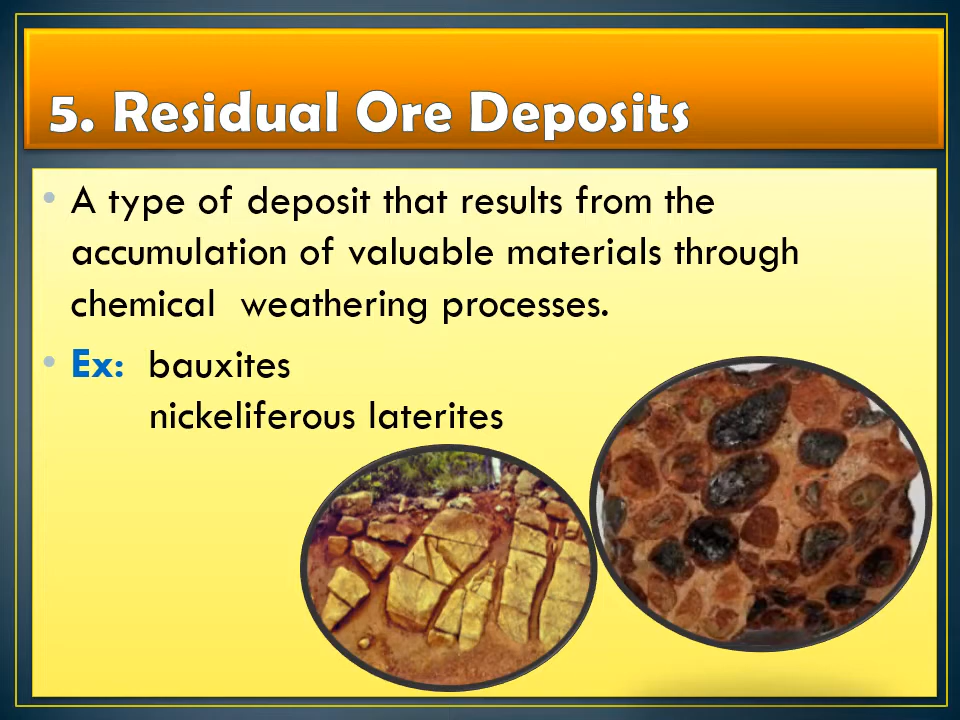 5. Residual Ore Deposits
• A type of deposit that results from the
accumulation of valuable materials through
chemical  weathering processes.
• Ex:  bauxites
nickeliferous laterites